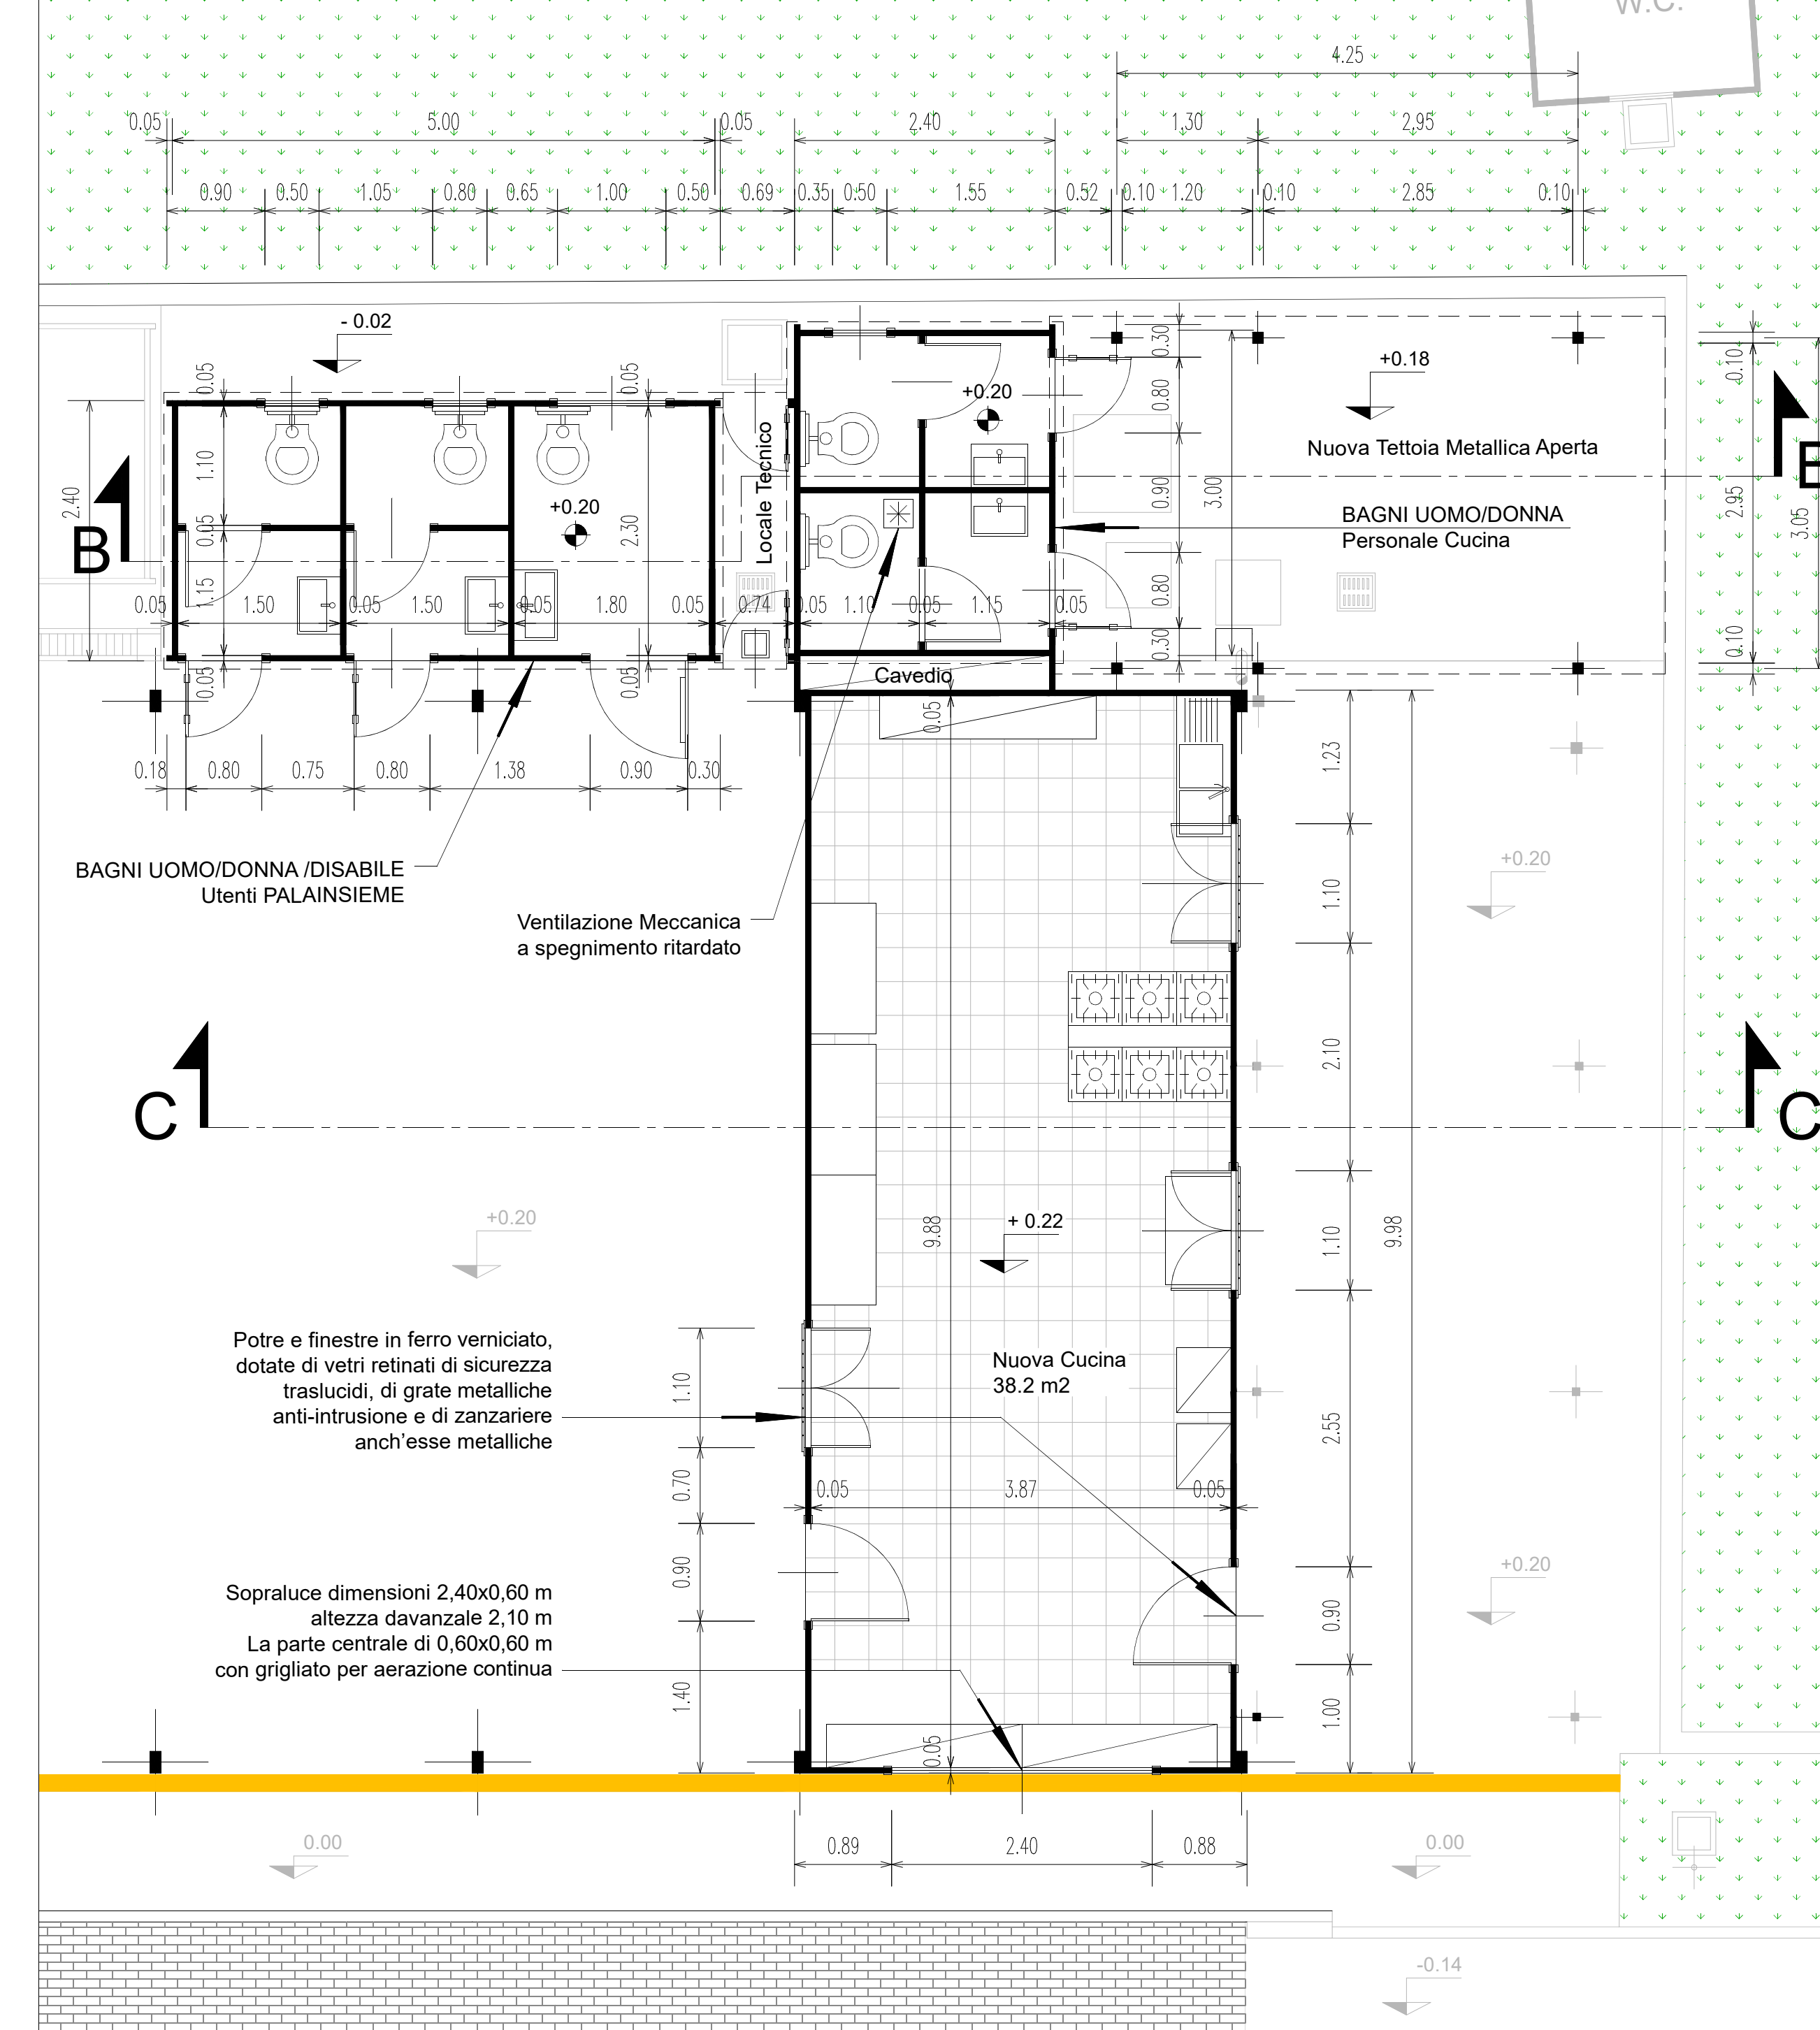 W.C.
4.25
0.05 5.00 0.05 2.40 1.30 2.95
0.90 0.50 1.05 0.80 0.65 1.00 0.50 0.69 0.35 0.50 1.55 0.52 0.10 1.20 0.10 2.85 0.10
- 0.02
+0.18
0.05 0.05 0.30 0.10
+0.20
0.80
Nuova Tettoia Metallica Aperta
1.10
2.40
+0.20
2.30
Locale Tecnico
0.90 3.00
BAGNI UOMO/DONNA
Personale Cucina
2.95
3.05
B
0.05
1.15
0.80
0.05 1.50 0.05 1.50 0.05 1.80 0.05 0.74 0.05 1.10 0.05 1.15 0.05
0.30 0.10
Cavedio
0.05 0.05 0.05
0.18 0.80 0.75 0.80 1.38 0.90 0.30
1.23
BAGNI UOMO/DONNA /DISABILE
Utenti PALAINSIEME
+0.20
1.10
Ventilazione Meccanica
a spegnimento ritardato
2.10
C C
+0.20
+ 0.22
9.88
1.10
9.98
Potre e finestre in ferro verniciato,
dotate di vetri retinati di sicurezza
traslucidi, di grate metalliche
anti-intrusione e di zanzariere
anch'esse metalliche
1.10
Nuova Cucina
38.2 m2
2.55
0.70
0.05 3.87 0.05
0.90
+0.20
Sopraluce dimensioni 2,40x0,60 m
altezza davanzale 2,10 m
La parte centrale di 0,60x0,60 m
con grigliato per aerazione continua
0.90
1.40
1.00
0.05
0.00 0.89 2.40 0.88 0.00
-0.14